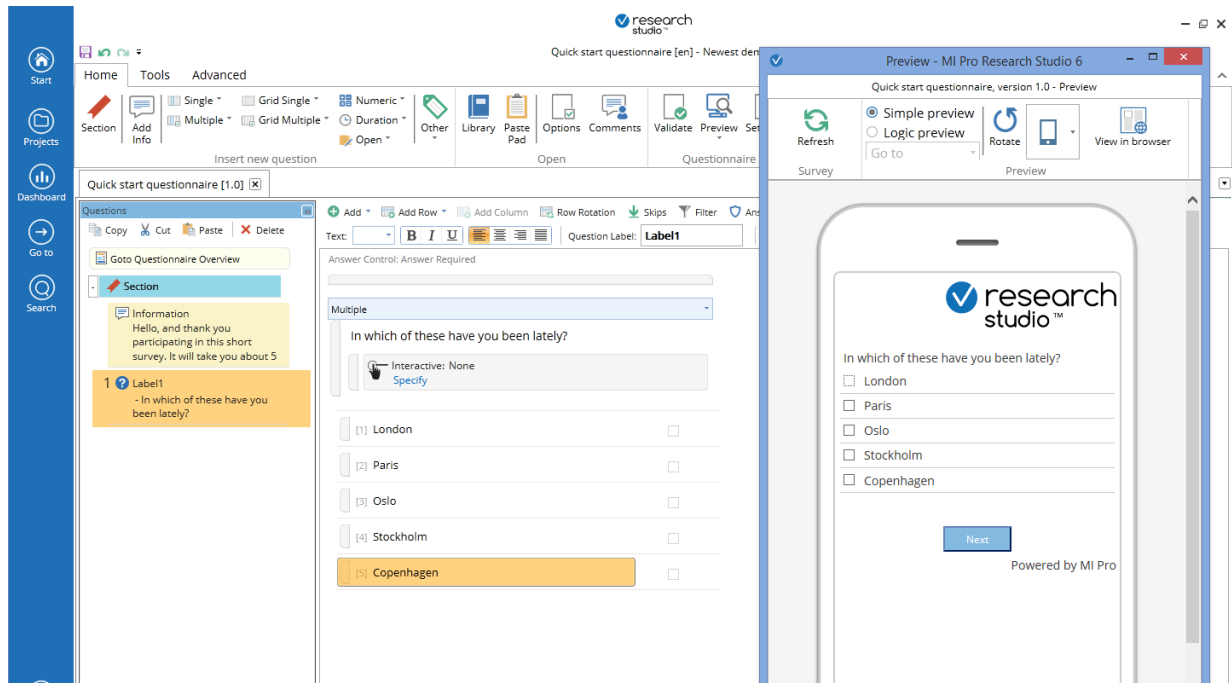 research
studio™
Quick start questionnaire [en] - Newest dem
Home Tools Advanced
Section
Add Info
Single
Multiple
Grid Single
Grid Multiple
Numeric
Duration
Open
Other
Library
Paste Pad
Options
Comments
Validate
Preview
Set
Insert new question
Open
Questionnaire
Start
Projects
Dashboard
Go to
Search
Quick start questionnaire [1.0]
Questions
Copy Cut Paste Delete
Goto Questionnaire Overview
Section
Information
Hello, and thank you
participating in this short
survey. It will take you about 5
1 Label1
- In which of these have you
been lately?
Add Add Row Add Column Row Rotation Skips Filter Ans
Text: B I U Question Label: Label1
Answer Control: Answer Required
Multiple
In which of these have you been lately?
Interactive: None
Specify
[1] London
[2] Paris
[3] Oslo
[4] Stockholm
[5] Copenhagen
Preview - MI Pro Research Studio 6
Quick start questionnaire, version 1.0 - Preview
Refresh
Simple preview
Logic preview
Go to
Rotate
View in browser
Survey
Preview
research
studio™
In which of these have you been lately?
London
Paris
Oslo
Stockholm
Copenhagen
Next
Powered by MI Pro